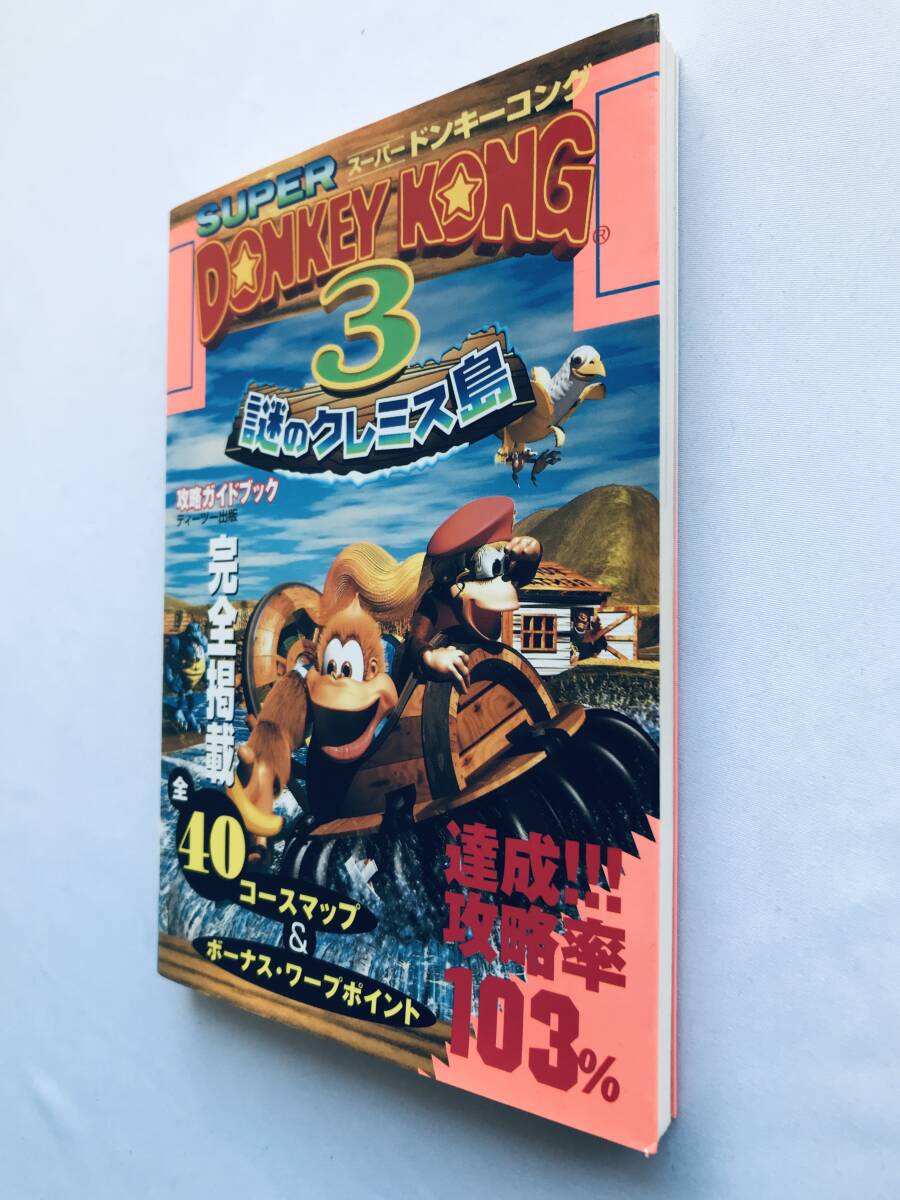 スーパードンキーコング
SUPER
DONKEY KONG®
3
謎のクレミス島
攻略ガイドブック
ティーツー出版
完全掲載
全
40
コースマップ
&
ボーナス・ワープポイント
達成!!!
攻略率
103%